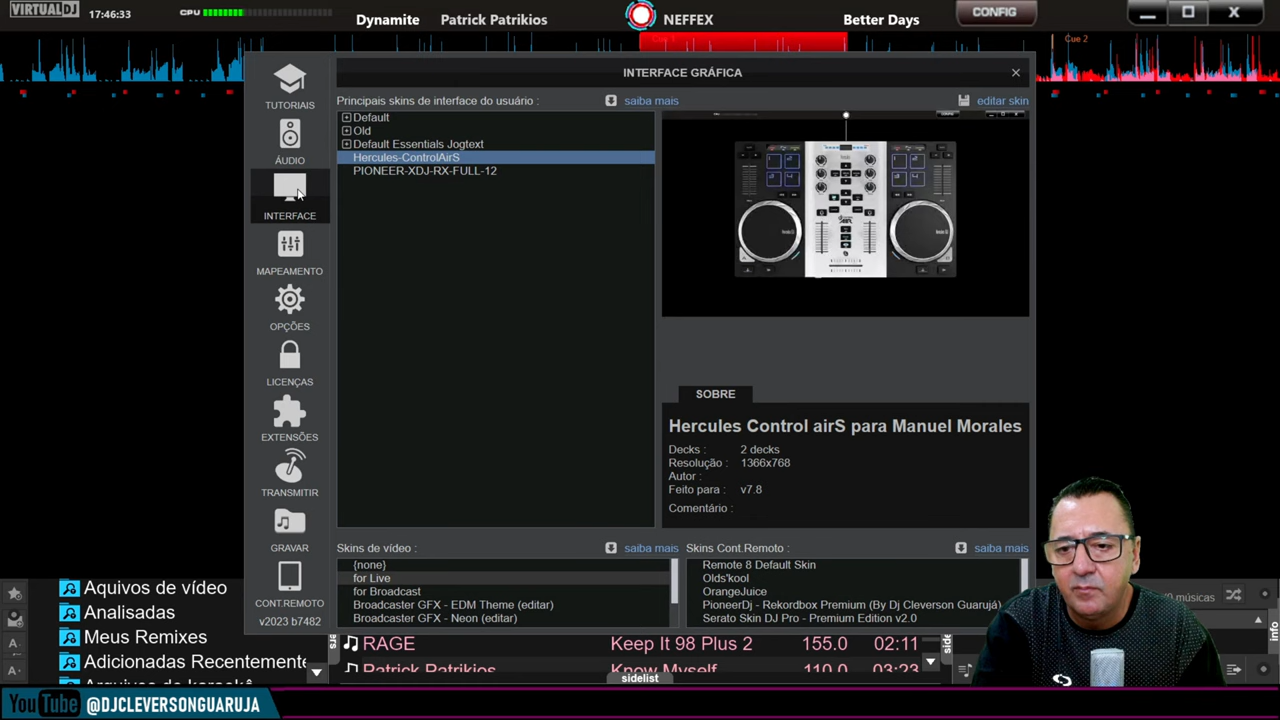 VIRTUALDJ
17:46:33
CPU
Dynamite
Patrick Patrikios
NEFFEX
Better Days
CONFIG
Cue 2
TUTORIAIS
ÁUDIO
INTERFACE
MAPEAMENTO
OPÇÕES
LICENÇAS
EXTENSÕES
TRANSMITIR
GRAVAR
CONT.REMOTO
v2023 b7482
INTERFACE GRÁFICA
Principais skins de interface do usuário :
saiba mais
editar skin
Default
Old
Default Essentials Jogtext
Hercules-ControlAirS
PIONEER-XDJ-RX-FULL-12
SOBRE
Hercules Control airS para Manuel Morales
Decks : 2 decks
Resolução : 1366x768
Autor :
Feito para : v7.8
Comentário :
Skins de vídeo :
saiba mais
{none}
for Live
for Broadcast
Broadcaster GFX - EDM Theme (editar)
Broadcaster GFX - Neon (editar)
Skins Cont.Remoto :
saiba mais
Remote 8 Default Skin
Olds'kool
OrangeJuice
PioneerDj - Rekordbox Premium (By Dj Cleverson Guarujá)
Serato Skin DJ Pro - Premium Edition v2.0
Aquivos de vídeo
Analisadas
Meus Remixes
Adicionadas Recentemente
Arquivos de karaokê
músicas
info
RAGE Keep It 98 Plus 2 155.0 02:11
Patrick Patrikios Know Myself 110.0 03:23
sidelist
YouTube @DJCLEVERSONGUARUJA